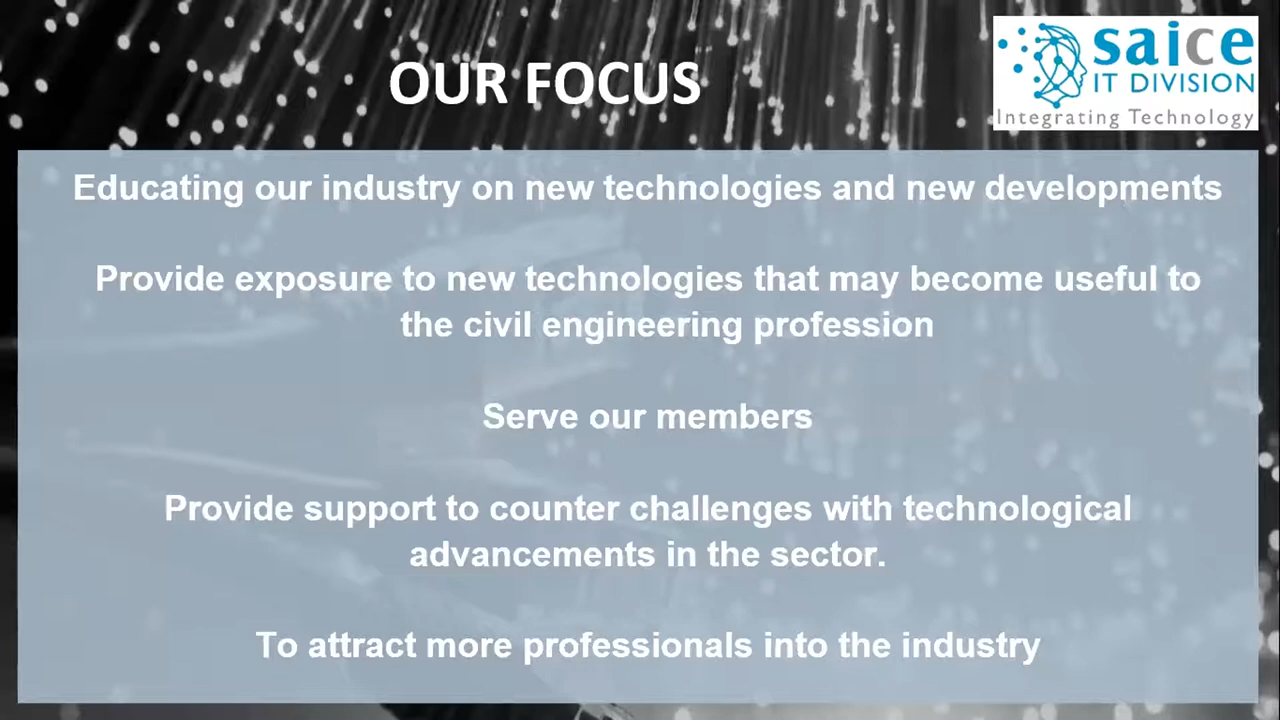 OUR FOCUS
saice
IT DIVISION
Integrating Technology
Educating our industry on new technologies and new developments
Provide exposure to new technologies that may become useful to
the civil engineering profession
Serve our members
Provide support to counter challenges with technological
advancements in the sector.
To attract more professionals into the industry